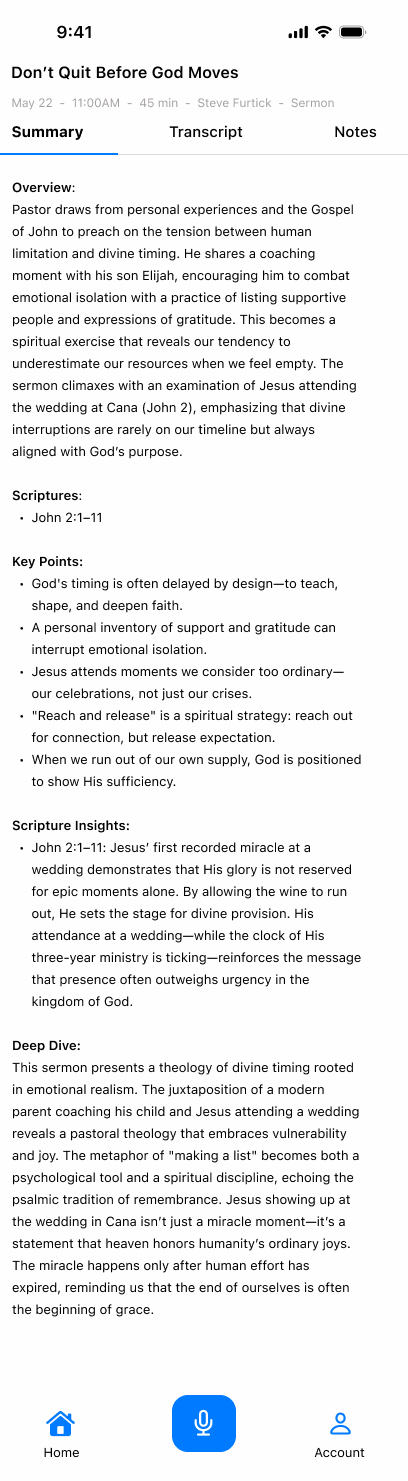 9:41
Don’t Quit Before God Moves
May 22 - 11:00AM - 45 min - Steve Furtick - Sermon
Summary Transcript Notes
Overview:
Pastor draws from personal experiences and the Gospel
of John to preach on the tension between human
limitation and divine timing. He shares a coaching
moment with his son Elijah, encouraging him to combat
emotional isolation with a practice of listing supportive
people and expressions of gratitude. This becomes a
spiritual exercise that reveals our tendency to
underestimate our resources when we feel empty. The
sermon climaxes with an examination of Jesus attending
the wedding at Cana (John 2), emphasizing that divine
interruptions are rarely on our timeline but always
aligned with God’s purpose.
Scriptures:
• John 2:1–11
Key Points:
• God's timing is often delayed by design—to teach,
shape, and deepen faith.
• A personal inventory of support and gratitude can
interrupt emotional isolation.
• Jesus attends moments we consider too ordinary—
our celebrations, not just our crises.
• "Reach and release" is a spiritual strategy: reach out
for connection, but release expectation.
• When we run out of our own supply, God is positioned
to show His sufficiency.
Scripture Insights:
• John 2:1–11: Jesus’ first recorded miracle at a
wedding demonstrates that His glory is not reserved
for epic moments alone. By allowing the wine to run
out, He sets the stage for divine provision. His
attendance at a wedding—while the clock of His
three-year ministry is ticking—reinforces the message
that presence often outweighs urgency in the
kingdom of God.
Deep Dive:
This sermon presents a theology of divine timing rooted
in emotional realism. The juxtaposition of a modern
parent coaching his child and Jesus attending a wedding
reveals a pastoral theology that embraces vulnerability
and joy. The metaphor of "making a list" becomes both a
psychological tool and a spiritual discipline, echoing the
psalmic tradition of remembrance. Jesus showing up at
the wedding in Cana isn’t just a miracle moment—it’s a
statement that heaven honors humanity’s ordinary joys.
The miracle happens only after human effort has
expired, reminding us that the end of ourselves is often
the beginning of grace.
Home Account